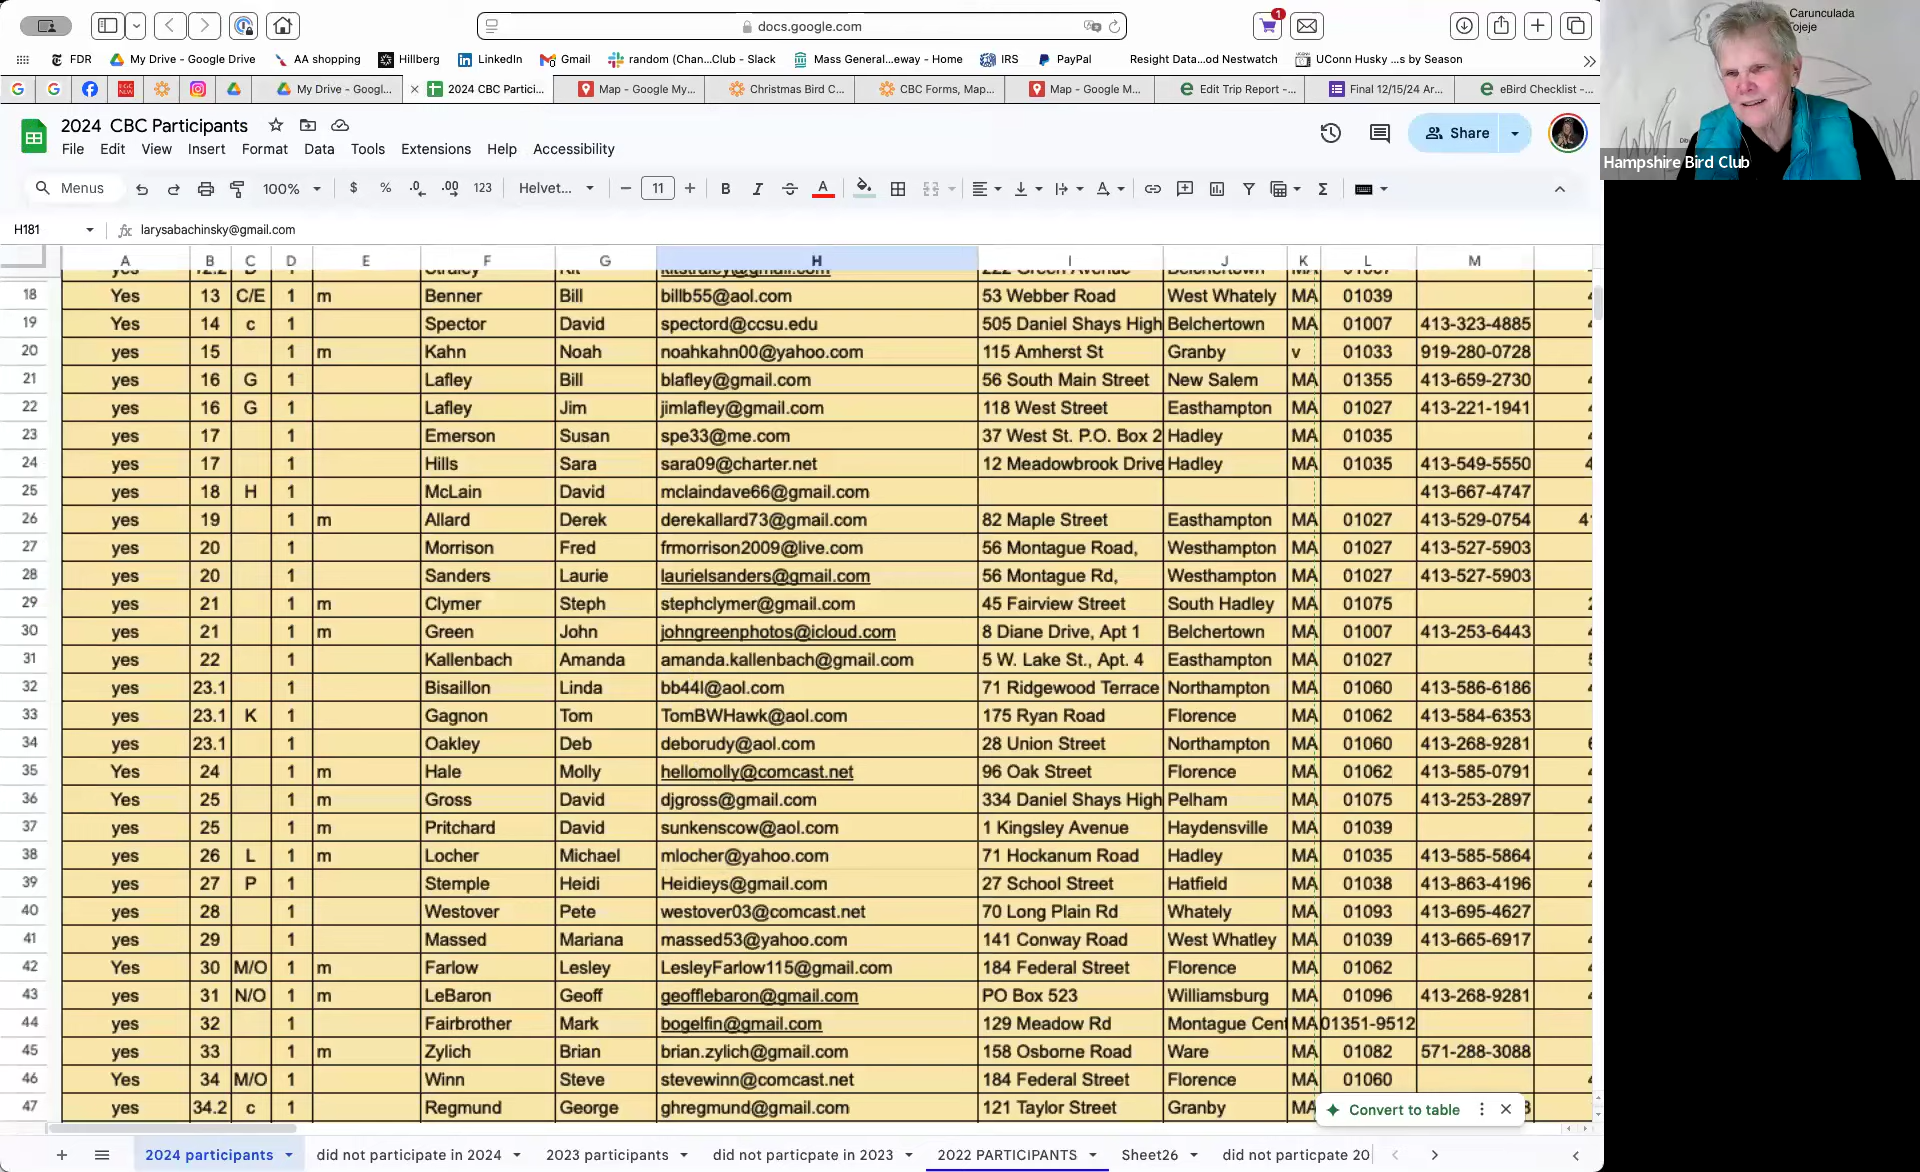 docs.google.com
1
FDR My Drive - Google Drive AA shopping Hillberg LinkedIn Gmail random (Chan...Club - Slack Mass General...eway - Home IRS PayPal Resight Data...od Nestwatch UConn Husky ...s by Season
My Drive - Googl... 2024 CBC Partici... Map - Google My... Christmas Bird C... CBC Forms, Map... Map - Google M... Edit Trip Report -... Final 12/15/24 Ar... eBird Checklist -...
2024 CBC Participants
Share
File Edit View Insert Format Data Tools Extensions Help Accessibility
Menus 100% $ % .0 .00 123 Helvet... 11 B I S A
H181 fx larysabachinsky@gmail.com
A B C D E F G H I J K L M
18 Yes 13 C/E 1 m Benner Bill billb55@aol.com 53 Webber Road West Whately MA 01039
19 Yes 14 c 1 Spector David spectord@ccsu.edu 505 Daniel Shays High Belchertown MA 01007 413-323-4885
20 yes 15 1 m Kahn Noah noahkahn00@yahoo.com 115 Amherst St Granby v 01033 919-280-0728
21 yes 16 G 1 Lafley Bill blafley@gmail.com 56 South Main Street New Salem MA 01355 413-659-2730
22 yes 16 G 1 Lafley Jim jimlafley@gmail.com 118 West Street Easthampton MA 01027 413-221-1941
23 yes 17 1 Emerson Susan spe33@me.com 37 West St. P.O. Box 2 Hadley MA 01035
24 yes 17 1 Hills Sara sara09@charter.net 12 Meadowbrook Drive Hadley MA 01035 413-549-5550
25 yes 18 H 1 McLain David mclaindave66@gmail.com 413-667-4747
26 yes 19 1 m Allard Derek derekallard73@gmail.com 82 Maple Street Easthampton MA 01027 413-529-0754
27 yes 20 1 Morrison Fred frmorrison2009@live.com 56 Montague Road, Westhampton MA 01027 413-527-5903
28 yes 20 1 Sanders Laurie laurielsanders@gmail.com 56 Montague Rd, Westhampton MA 01027 413-527-5903
29 yes 21 1 m Clymer Steph stephclymer@gmail.com 45 Fairview Street South Hadley MA 01075
30 yes 21 1 m Green John johngreenphotos@icloud.com 8 Diane Drive, Apt 1 Belchertown MA 01007 413-253-6443
31 yes 22 1 Kallenbach Amanda amanda.kallenbach@gmail.com 5 W. Lake St., Apt. 4 Easthampton MA 01027
32 yes 23.1 1 Bisaillon Linda bb44l@aol.com 71 Ridgewood Terrace Northampton MA 01060 413-586-6186
33 yes 23.1 K 1 Gagnon Tom TomBWHawk@aol.com 175 Ryan Road Florence MA 01062 413-584-6353
34 yes 23.1 1 Oakley Deb deborudy@aol.com 28 Union Street Northampton MA 01060 413-268-9281
35 Yes 24 1 m Hale Molly hellomolly@comcast.net 96 Oak Street Florence MA 01062 413-585-0791
36 Yes 25 1 m Gross David djgross@gmail.com 334 Daniel Shays High Pelham MA 01075 413-253-2897
37 yes 25 1 m Pritchard David sunkenscow@aol.com 1 Kingsley Avenue Haydensville MA 01039
38 yes 26 L 1 m Locher Michael mlocher@yahoo.com 71 Hockanum Road Hadley MA 01035 413-585-5864
39 yes 27 P 1 Stemple Heidi Heidieys@gmail.com 27 School Street Hatfield MA 01038 413-863-4196
40 yes 28 1 Westover Pete westover03@comcast.net 70 Long Plain Rd Whately MA 01093 413-695-4627
41 yes 29 1 Massed Mariana massed53@yahoo.com 141 Conway Road West Whatley MA 01039 413-665-6917
42 Yes 30 M/O 1 m Farlow Lesley LesleyFarlow115@gmail.com 184 Federal Street Florence MA 01062
43 yes 31 N/O 1 m LeBaron Geoff geofflebaron@gmail.com PO Box 523 Williamsburg MA 01096 413-268-9281
44 yes 32 1 Fairbrother Mark bogelfin@gmail.com 129 Meadow Rd Montague Cent MA 01351-9512
45 yes 33 1 m Zylich Brian brian.zylich@gmail.com 158 Osborne Road Ware MA 01082 571-288-3088
46 Yes 34 M/O 1 Winn Steve stevewinn@comcast.net 184 Federal Street Florence MA 01060
47 yes 34.2 c 1 Regmund George ghregmund@gmail.com 121 Taylor Street Granby MA
Convert to table
2024 participants did not partcipate in 2024 2023 participants did not particpate in 2023 2022 PARTICIPANTS Sheet26 did not partcipate 20
Carunculada
Tojeje
Hampshire Bird Club